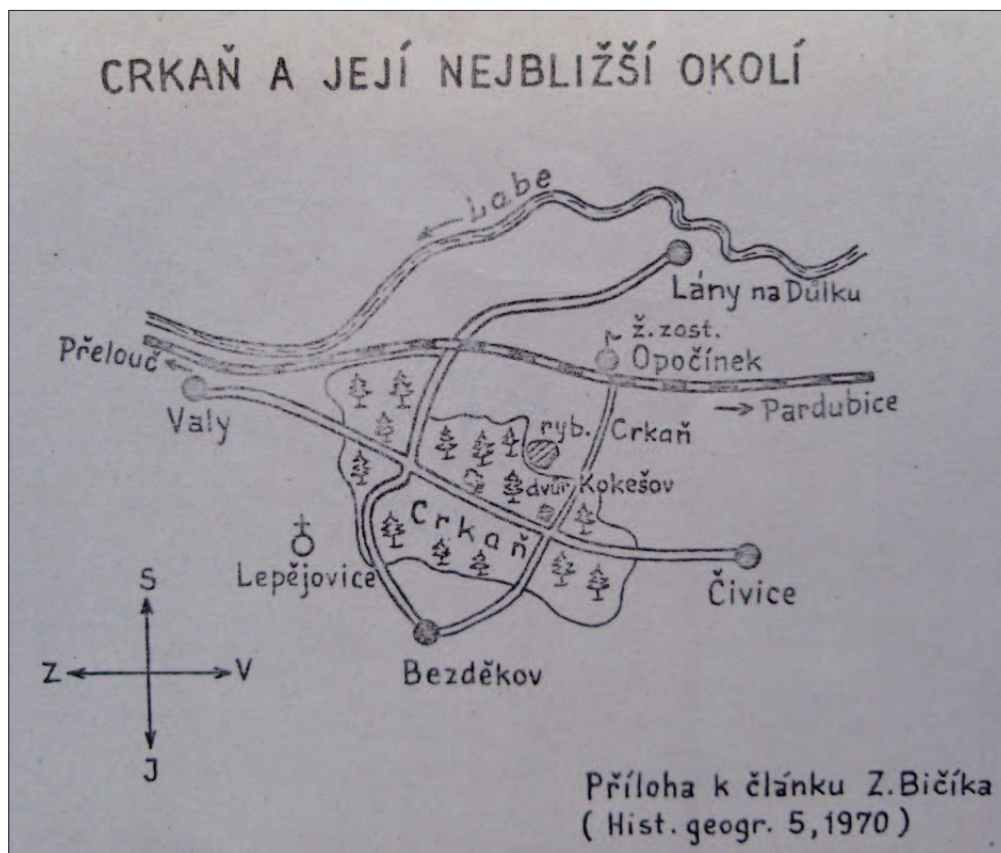 CRKAŇ A JEJÍ NEJBLIŽŠÍ OKOLÍ
Labe
Lány na Důlku
ž. zast.
Opočínek
Přelouč
Valy
Pardubice
ryb. Crkaň
dvůr Kokešov
Crkaň
Lepějovice
Čivice
Bezděkov
S
Z V
J
Příloha k článku Z. Bičíka
( Hist. geogr. 5, 1970 )